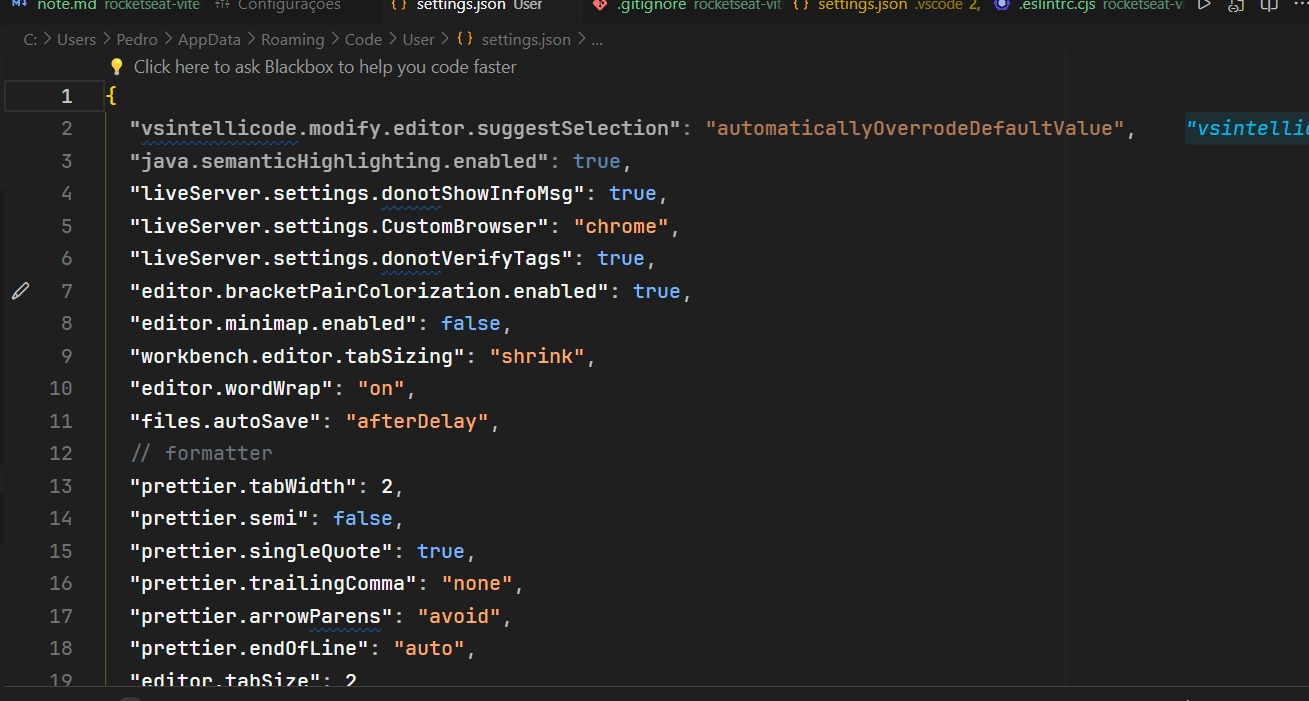 note.md rocketseat-vite Configurações settings.json User .gitignore rocketseat-vit settings.json .vscode 2, .eslintrc.cjs rocketseat-vi
C: > Users > Pedro > AppData > Roaming > Code > User > {} settings.json > ...
Click here to ask Blackbox to help you code faster
1 {
2 "vsintellicode.modify.editor.suggestSelection": "automaticallyOverrodeDefaultValue", "vsintellic
3 "java.semanticHighlighting.enabled": true,
4 "liveServer.settings.donotShowInfoMsg": true,
5 "liveServer.settings.CustomBrowser": "chrome",
6 "liveServer.settings.donotVerifyTags": true,
7 "editor.bracketPairColorization.enabled": true,
8 "editor.minimap.enabled": false,
9 "workbench.editor.tabSizing": "shrink",
10 "editor.wordWrap": "on",
11 "files.autoSave": "afterDelay",
12 // formatter
13 "prettier.tabWidth": 2,
14 "prettier.semi": false,
15 "prettier.singleQuote": true,
16 "prettier.trailingComma": "none",
17 "prettier.arrowParens": "avoid",
18 "prettier.endOfLine": "auto",
19 "editor.tabSize": 2